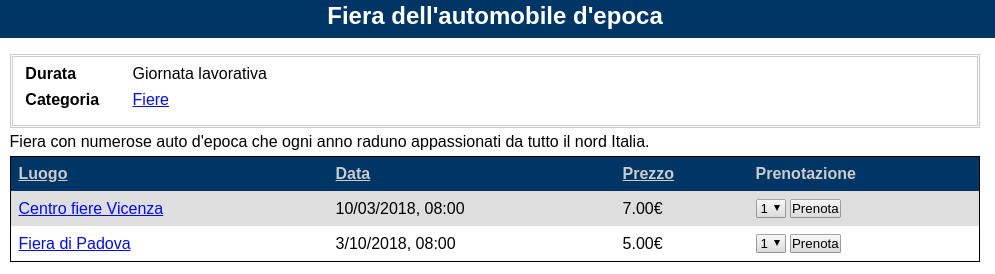 Fiera dell'automobile d'epoca
Durata Giornata lavorativa
Categoria Fiere
Fiera con numerose auto d'epoca che ogni anno raduno appassionati da tutto il nord Italia.
Luogo Data Prezzo Prenotazione
Centro fiere Vicenza 10/03/2018, 08:00 7.00€ 1 Prenota
Fiera di Padova 3/10/2018, 08:00 5.00€ 1 Prenota